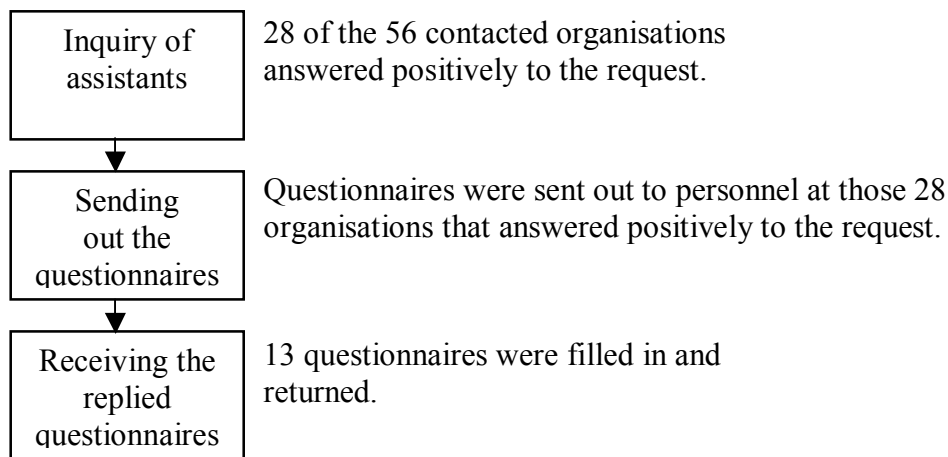 Inquiry of
assistants
28 of the 56 contacted organisations
answered positively to the request.
Sending
out the
questionnaires
Questionnaires were sent out to personnel at those 28
organisations that answered positively to the request.
Receiving the
replied
questionnaires
13 questionnaires were filled in and
returned.